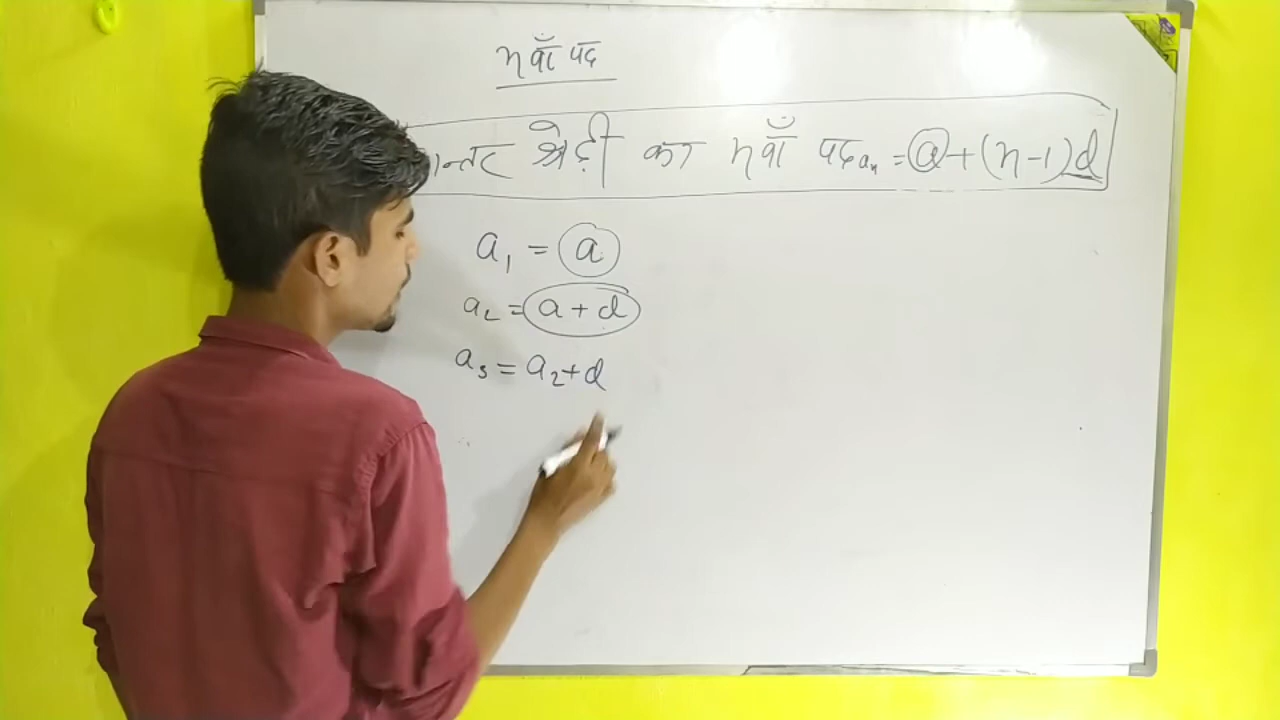 n वाँ पद
न्तर श्रेढ़ी का n वाँ पद aₙ = a + (n - 1) d
a₁ = a
a₂ = a + d
a₃ = a₂ + d